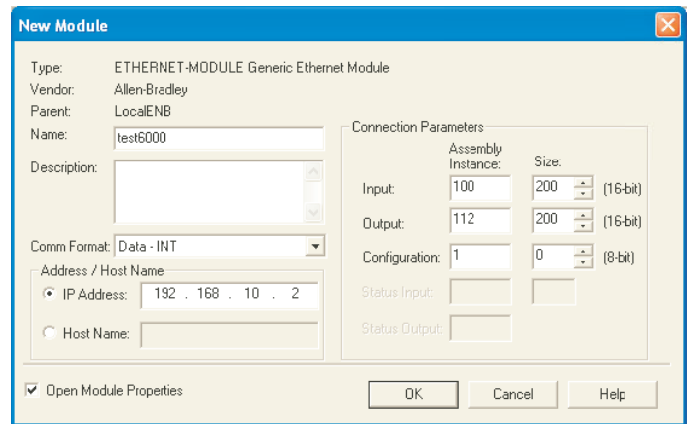 New Module
Type: ETHERNET-MODULE Generic Ethernet Module
Vendor: Allen-Bradley
Parent: LocalENB
Name: test6000
Description:
Comm Format: Data - INT
Address / Host Name
IP Address: 192 . 168 . 10 . 2
Host Name:
Connection Parameters
Assembly Instance: Size:
Input: 100 200 (16-bit)
Output: 112 200 (16-bit)
Configuration: 1 0 (8-bit)
Status Input:
Status Output:
Open Module Properties
OK Cancel Help